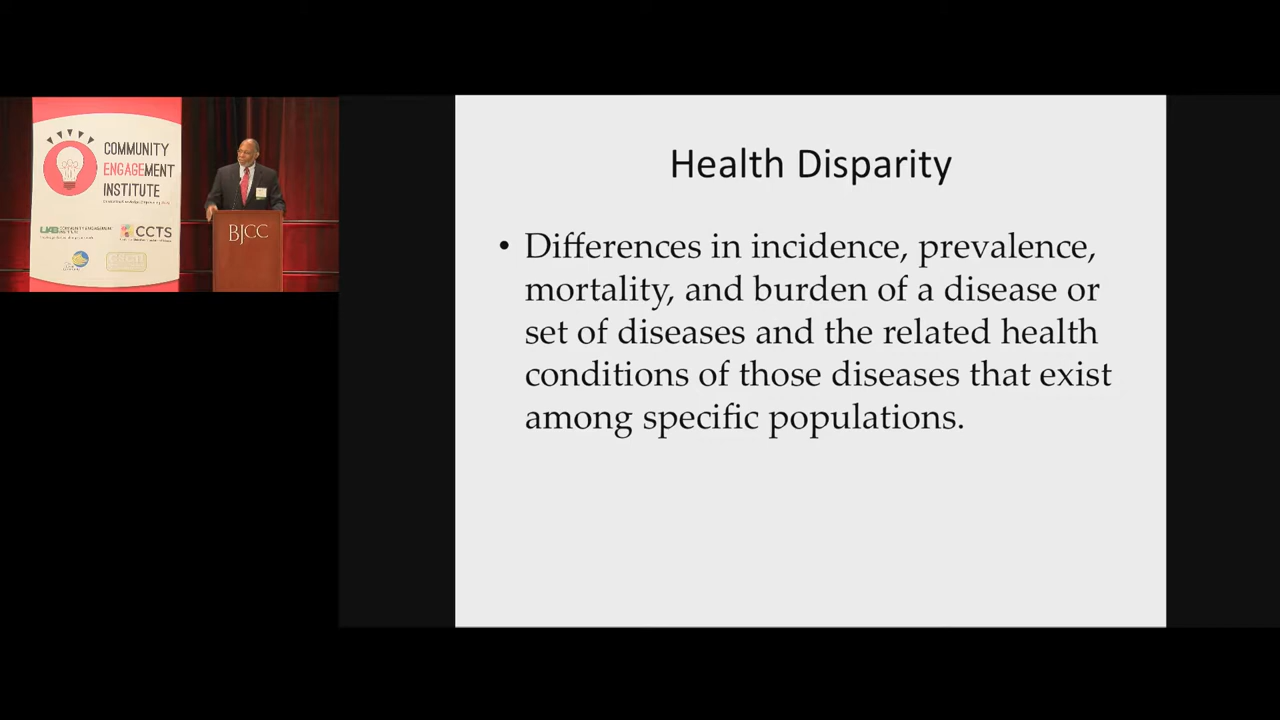 COMMUNITY
ENGAGEMENT
INSTITUTE
UAB
CCTS
BJCC
Health Disparity
• Differences in incidence, prevalence,
mortality, and burden of a disease or
set of diseases and the related health
conditions of those diseases that exist
among specific populations.